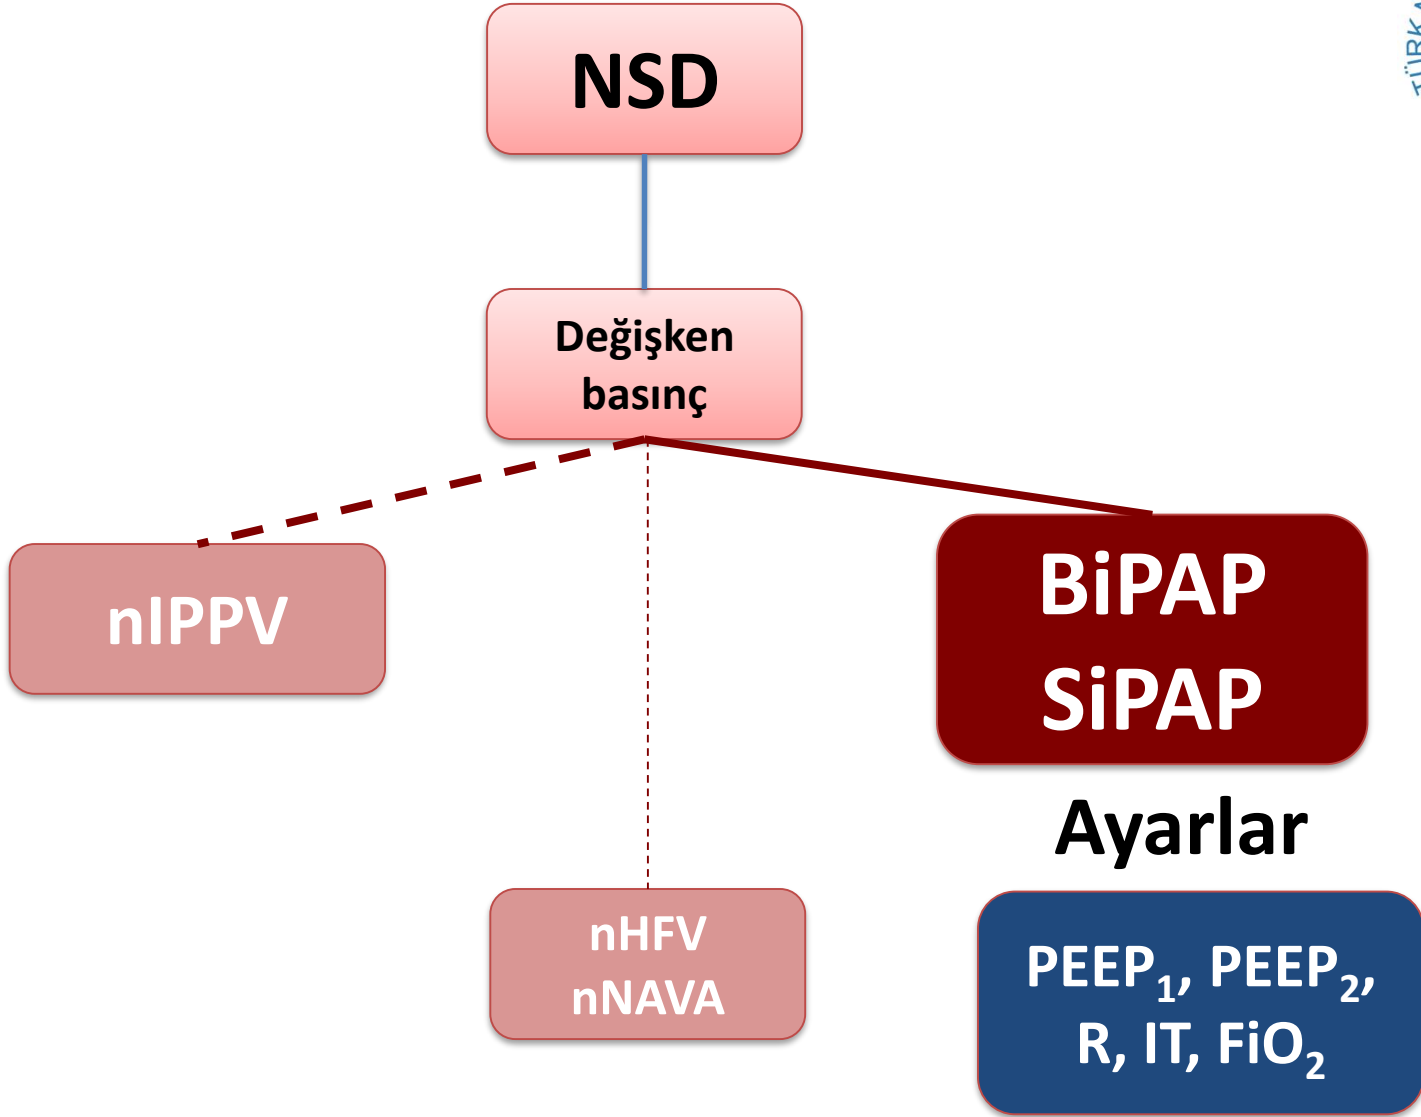 NSD
Değişken
basınç
nIPPV
BiPAP
SiPAP
Ayarlar
nHFV
nNAVA
PEEP₁, PEEP₂,
R, IT, FiO₂